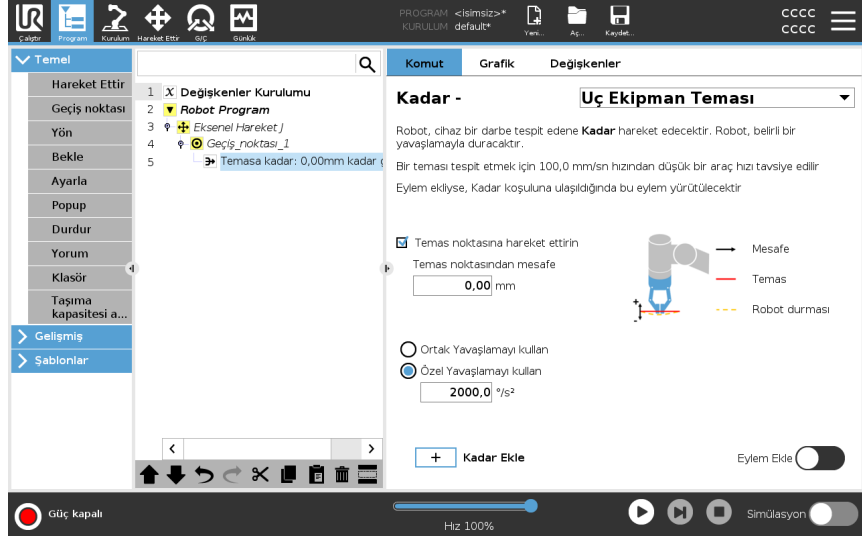 UR
PROGRAM <isimsiz>*
KURULUM default*
CCCC
CCCC
Çalıştır
Program
Kurulum
Hareket Ettir
G/Ç
Günlük
Yeni...
Aç...
Kaydet...
Temel
Hareket Ettir
Geçiş noktası
Yön
Bekle
Ayarla
Popup
Durdur
Yorum
Klasör
Taşıma
kapasitesi a...
Gelişmiş
Şablonlar
1 X Değişkenler Kurulumu
2 Robot Program
3 Eksenel Hareket J
4 Geçiş_noktası_1
5 Temasa kadar: 0,00mm kadar
Komut Grafik Değişkenler
Kadar - Uç Ekipman Teması
Robot, cihaz bir darbe tespit edene Kadar hareket edecektir. Robot, belirli bir
yavaşlamayla duracaktır.
Bir teması tespit etmek için 100,0 mm/sn hızından düşük bir araç hızı tavsiye edilir
Eylem ekliyse, Kadar koşuluna ulaşıldığında bu eylem yürütülecektir
Temas noktasına hareket ettirin
Temas noktasından mesafe
0,00 mm
Mesafe
Temas
Robot durması
+
-
Ortak Yavaşlamayı kullan
Özel Yavaşlamayı kullan
2000,0 °/s²
+ Kadar Ekle
Eylem Ekle
Güç kapalı
Hız 100%
Simülasyon